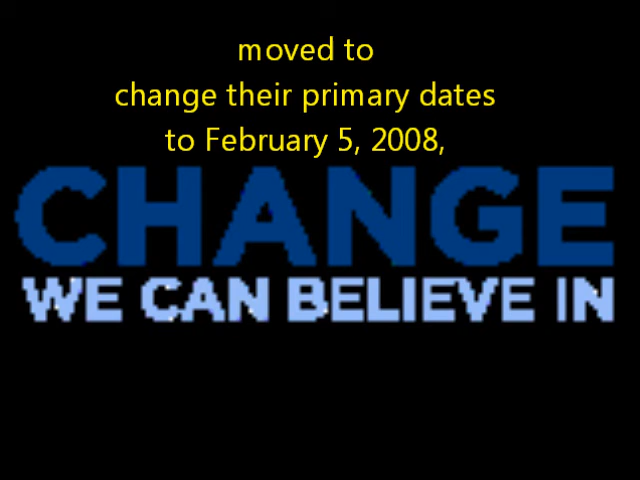 moved to
change their primary dates
to February 5, 2008,
CHANGE
WE CAN BELIEVE IN